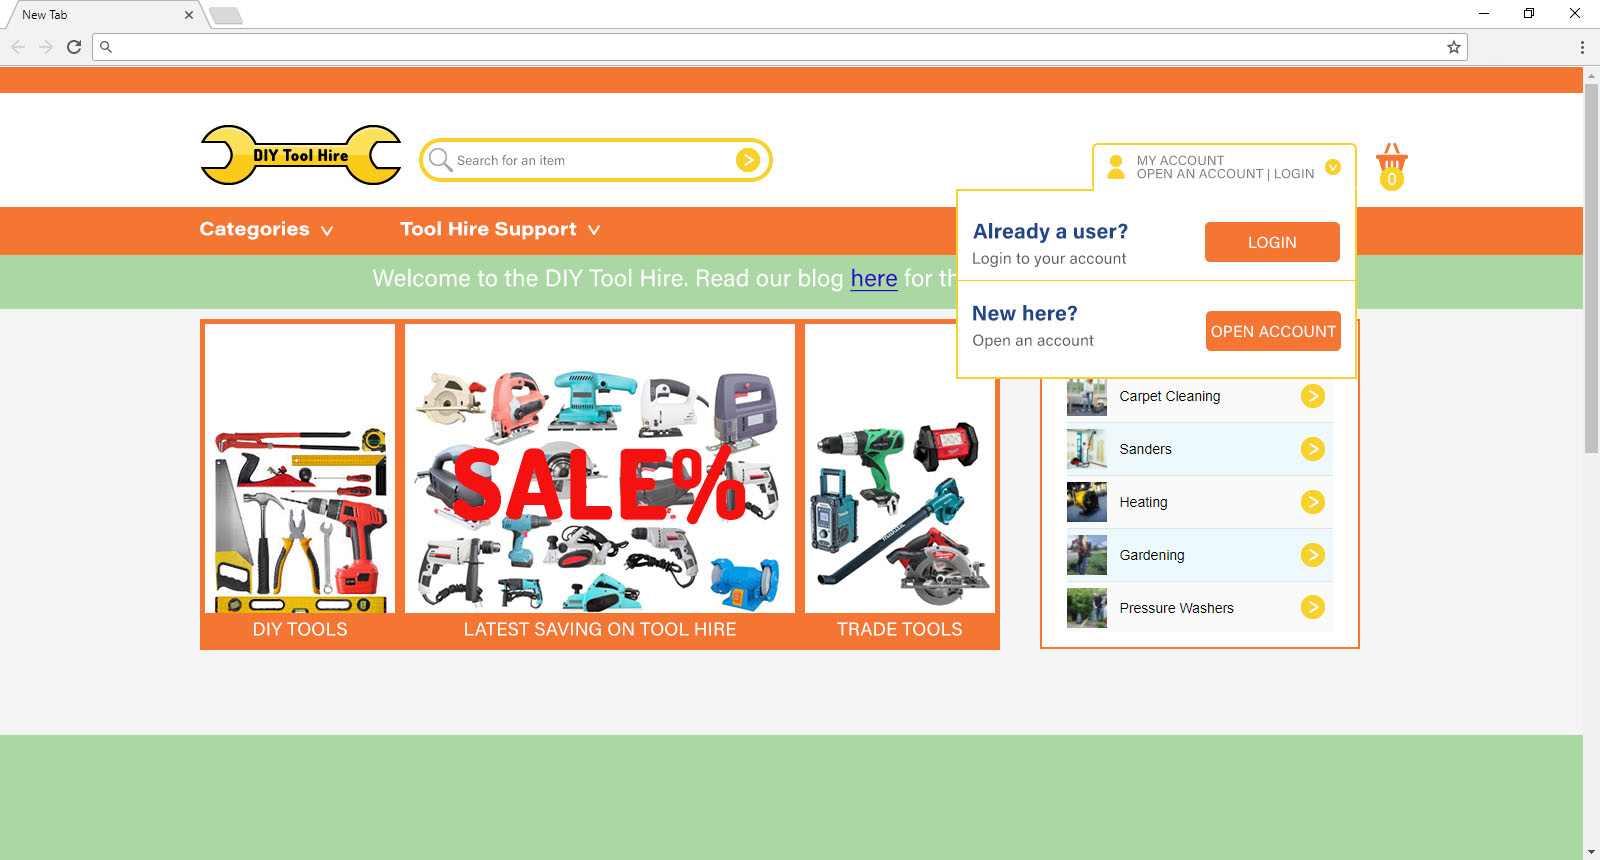 New Tab
DIY Tool Hire
Search for an item
MY ACCOUNT
OPEN AN ACCOUNT | LOGIN
0
Categories
Tool Hire Support
Already a user?
Login to your account
LOGIN
Welcome to the DIY Tool Hire. Read our blog here for th
New here?
Open an account
OPEN ACCOUNT
SALE%
Carpet Cleaning
Sanders
Heating
Gardening
Pressure Washers
DIY TOOLS
LATEST SAVING ON TOOL HIRE
TRADE TOOLS